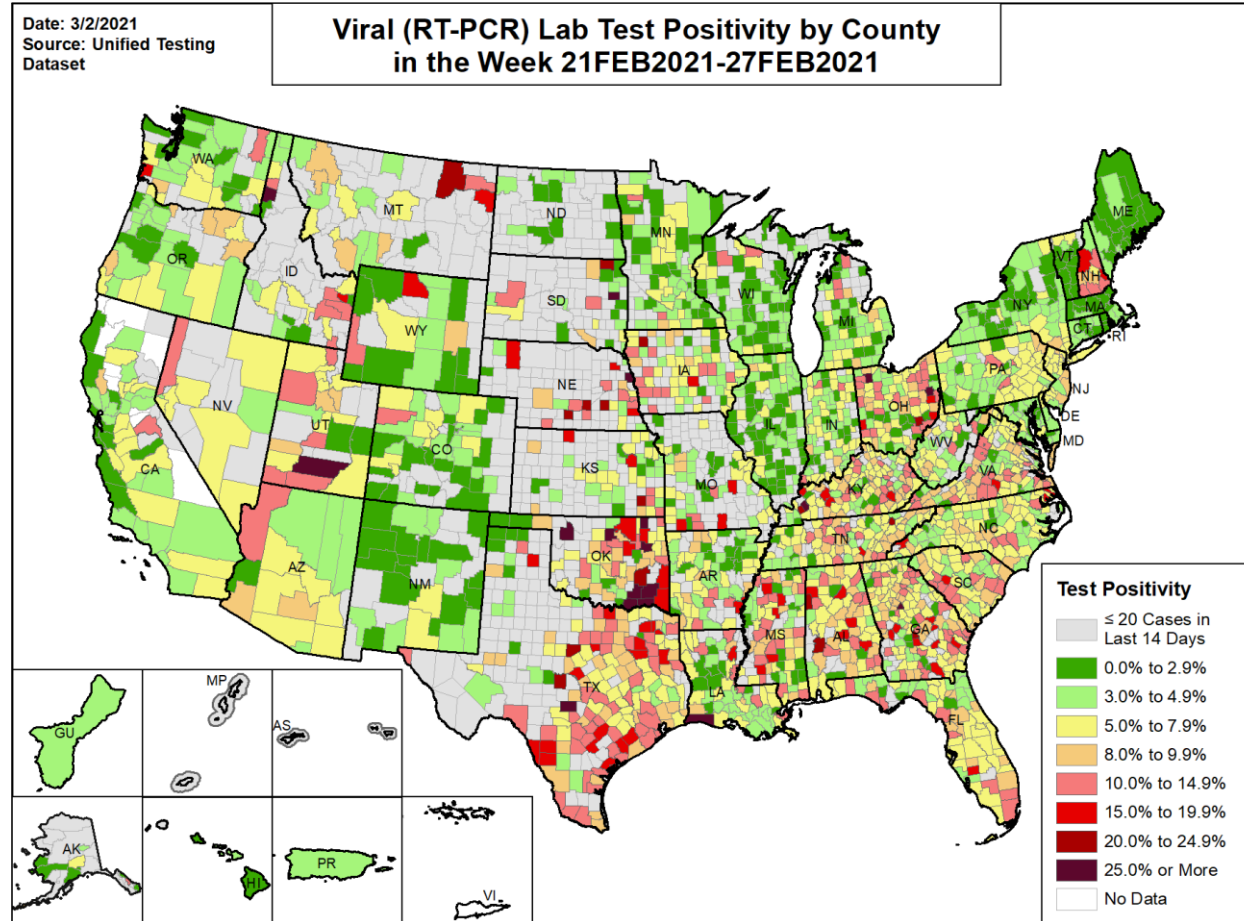 Date: 3/2/2021
Source: Unified Testing
Dataset
Viral (RT-PCR) Lab Test Positivity by County
in the Week 21FEB2021-27FEB2021
WA
MT
ND
MN
ME
OR
ID
SD
WI
MI
VT
NH
NY
MA
CT
RI
WY
IA
NE
PA
NJ
NV
UT
CO
IL
IN
OH
DE
MD
WV
VA
CA
KS
MO
KY
NC
TN
AZ
NM
OK
AR
SC
MS
AL
GA
TX
LA
FL
GU
MP
AS
AK
HI
PR
VI
Test Positivity
≤ 20 Cases in
Last 14 Days
0.0% to 2.9%
3.0% to 4.9%
5.0% to 7.9%
8.0% to 9.9%
10.0% to 14.9%
15.0% to 19.9%
20.0% to 24.9%
25.0% or More
No Data